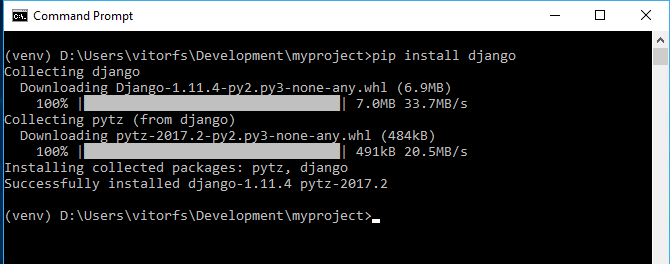 Command Prompt
(venv) D:\Users\vitorfs\Development\myproject>pip install django
Collecting django
  Downloading Django-1.11.4-py2.py3-none-any.whl (6.9MB)
    100% |████████████████████████████████| 7.0MB 33.7MB/s
Collecting pytz (from django)
  Downloading pytz-2017.2-py2.py3-none-any.whl (484kB)
    100% |████████████████████████████████| 491kB 20.5MB/s
Installing collected packages: pytz, django
Successfully installed django-1.11.4 pytz-2017.2
(venv) D:\Users\vitorfs\Development\myproject>